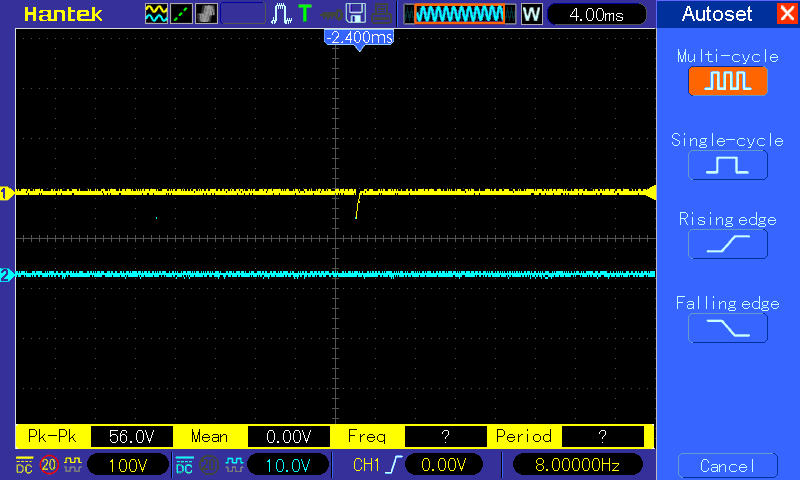 Hantek T W 4.00ms Autoset X
-2.400ms
Multi-cycle
Single-cycle
1
Rising edge
2
Falling edge
Pk-Pk 56.0V Mean 0.00V Freq ? Period ?
DC 20 100V DC 20 10.0V CH1 0.00V 8.00000Hz Cancel